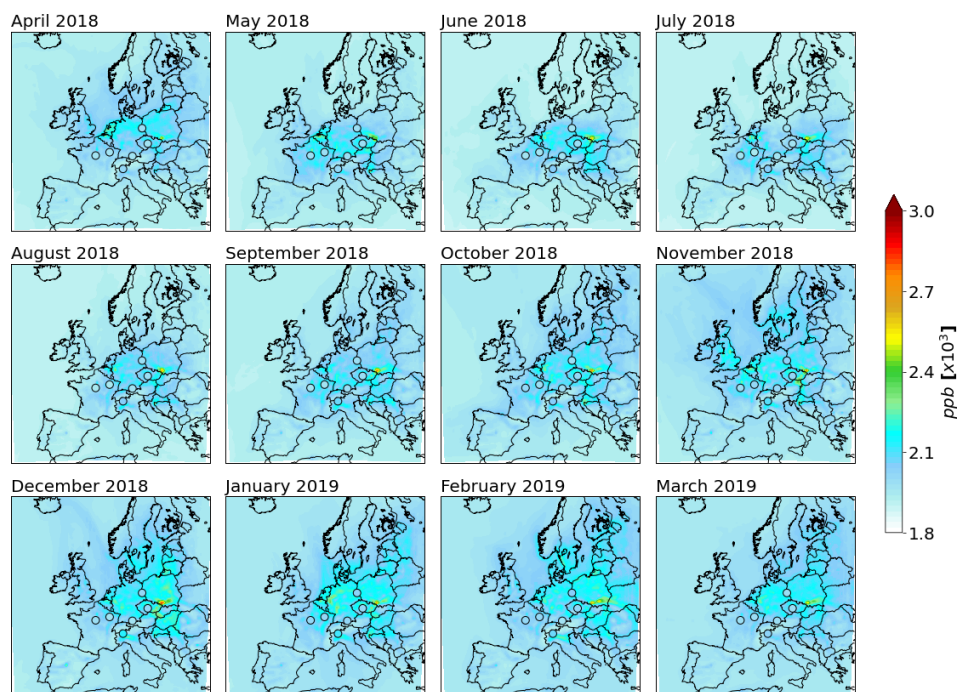 April 2018
May 2018
June 2018
July 2018
August 2018
September 2018
October 2018
November 2018
December 2018
January 2019
February 2019
March 2019
3.0
2.7
2.4
2.1
1.8
ppb [x10³]